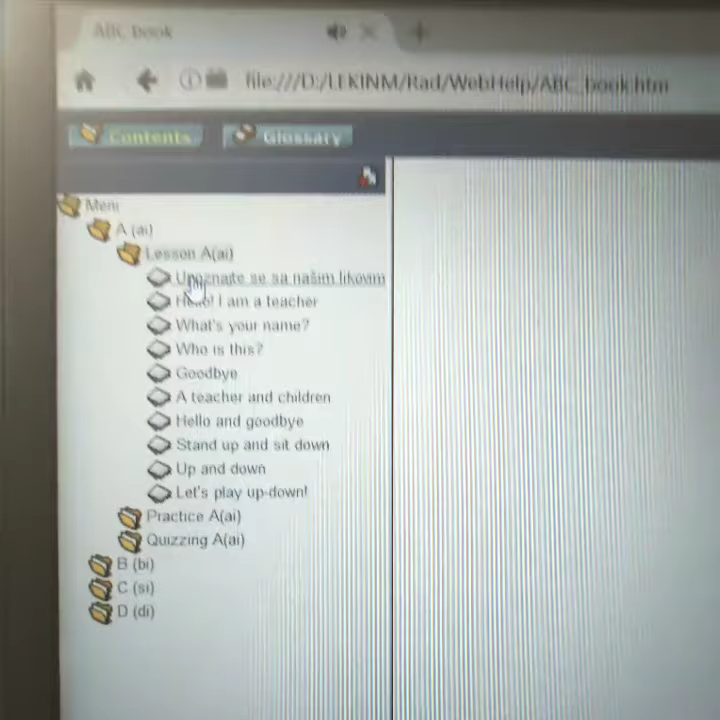 ABC book
file:///D:/LEKINM/Rad/WebHelp/ABC_book.htm
Contents
Glossary
Meni
A (ai)
Lesson A(ai)
Upoznajte se sa našim likovim
Hello! I am a teacher
What's your name?
Who is this?
Goodbye
A teacher and children
Hello and goodbye
Stand up and sit down
Up and down
Let's play up-down!
Practice A(ai)
Quizzing A(ai)
B (bi)
C (si)
D (di)